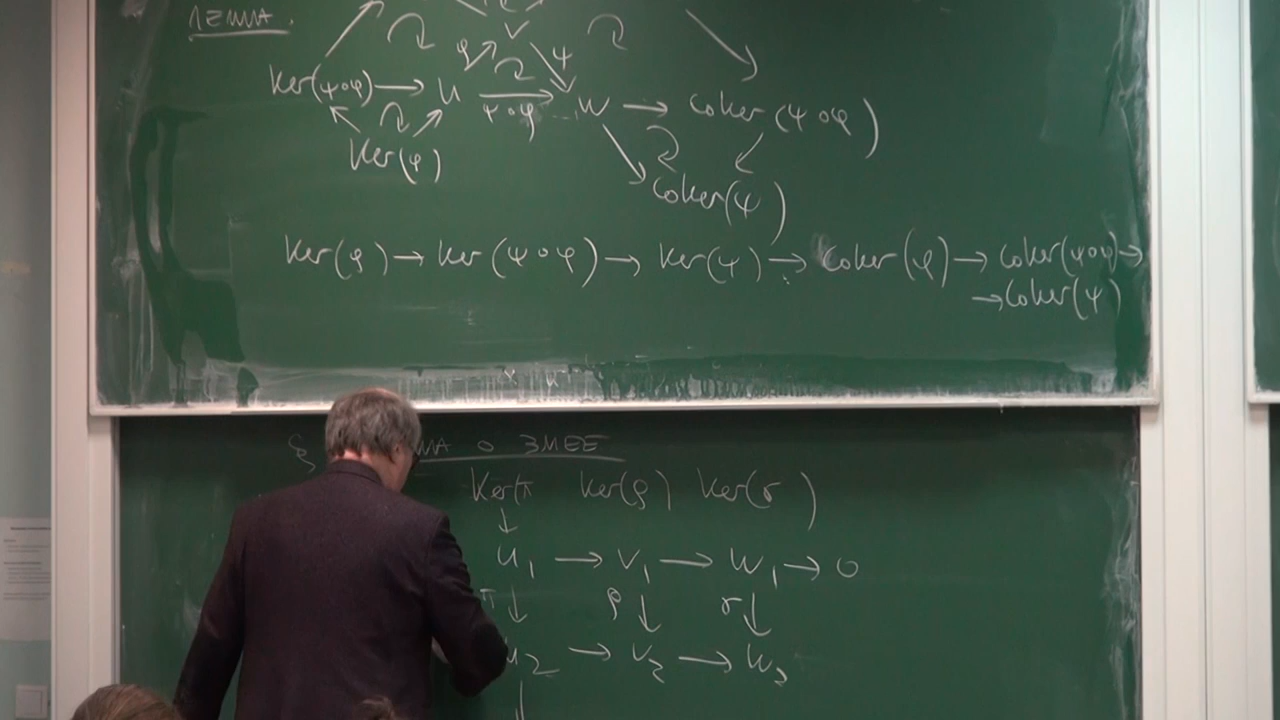 ЛЕММА.
V
φ ψ
Ker(ψ∘φ) → U → W → Coker(ψ∘φ)
ψ∘φ
Ker(φ)
Coker(ψ)
Ker(φ) → Ker(ψ∘φ) → Ker(ψ) → Coker(φ) → Coker(ψ∘φ) →
→ Coker(ψ)
О ЗМЕЕ
Ker(π Ker(ρ) Ker(σ)
↓
U₁ → V₁ → W₁ → 0
π ↓ ρ ↓ σ ↓
U₂ → V₂ → W₂